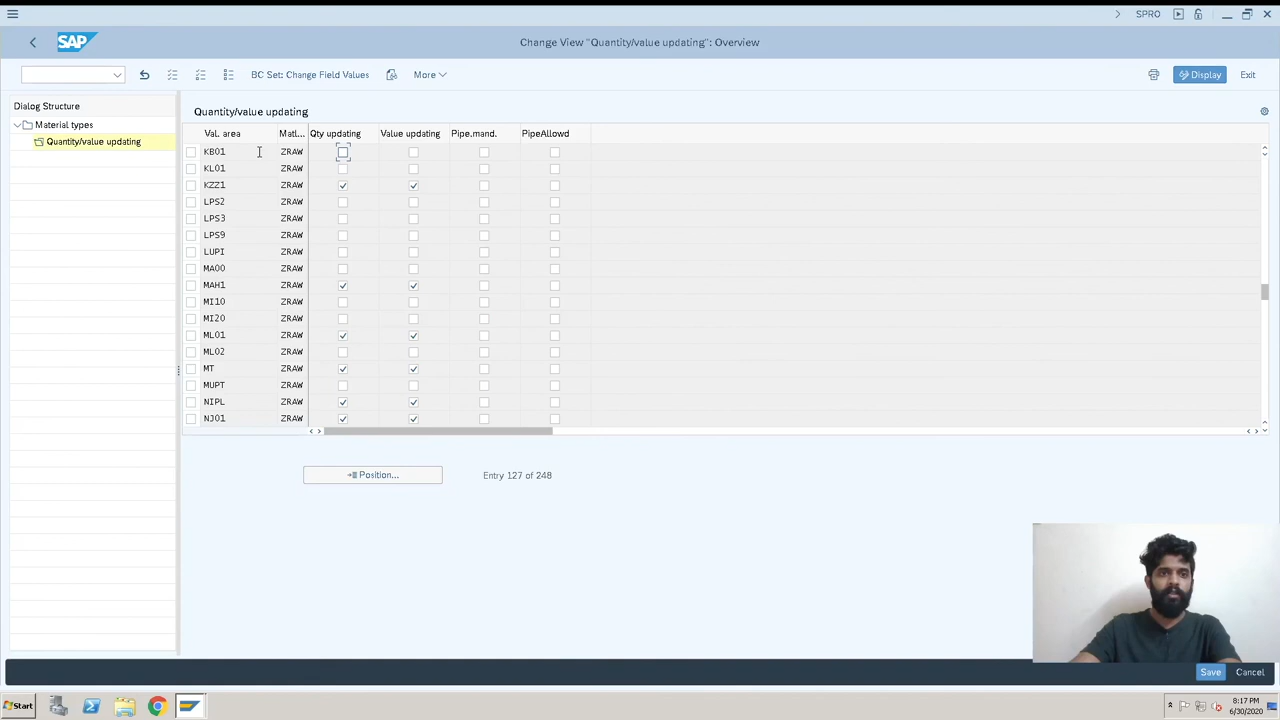 SPRO
SAP
Change View "Quantity/value updating": Overview
BC Set: Change Field Values
More
Display
Exit
Dialog Structure
Material types
Quantity/value updating
Quantity/value updating
Val. area Matl... Qty updating Value updating Pipe.mand. PipeAllowd
KB01 ZRAW
KL01 ZRAW
KZZ1 ZRAW
LPS2 ZRAW
LPS3 ZRAW
LPS9 ZRAW
LUPI ZRAW
MA00 ZRAW
MAH1 ZRAW
MI10 ZRAW
MI20 ZRAW
ML01 ZRAW
ML02 ZRAW
MT ZRAW
MUPT ZRAW
NIPL ZRAW
NJ01 ZRAW
Position...
Entry 127 of 248
Save
Cancel
Start
8:17 PM
6/30/2020